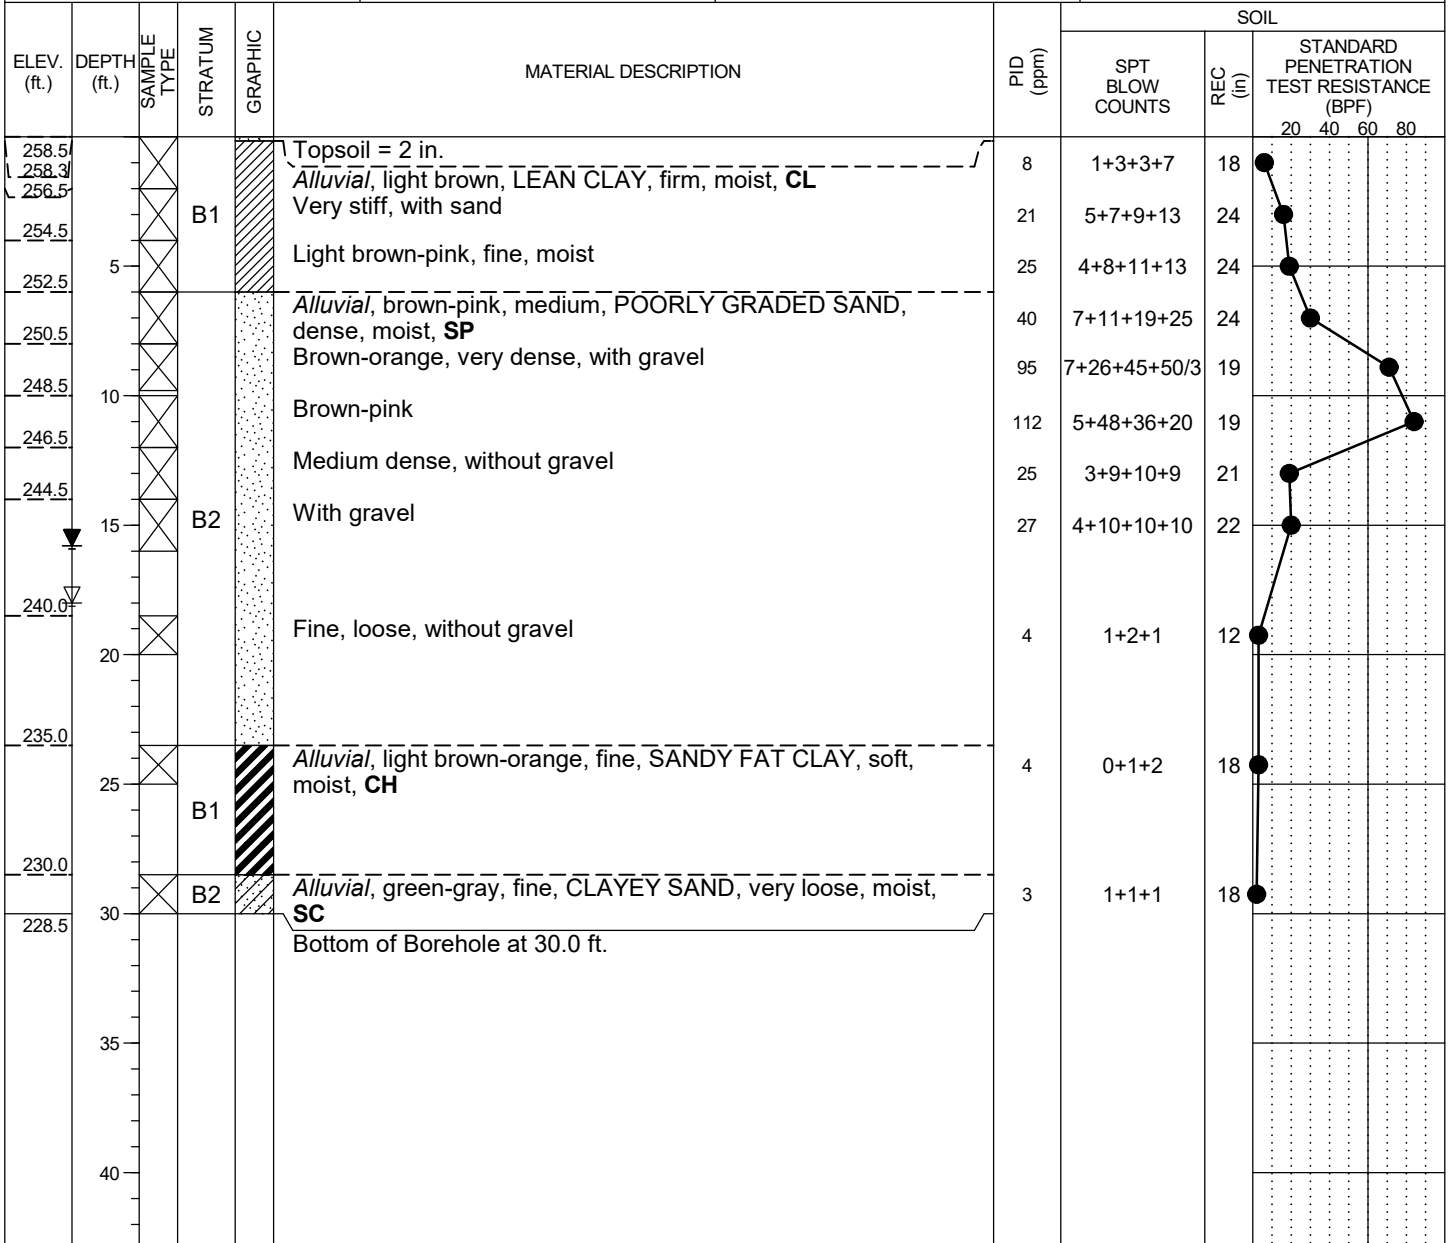 SOIL
ELEV. (ft.)
DEPTH (ft.)
SAMPLE TYPE
STRATUM
GRAPHIC
MATERIAL DESCRIPTION
PID (ppm)
SPT BLOW COUNTS
REC (in)
STANDARD PENETRATION TEST RESISTANCE (BPF)
20 40 60 80
258.5 Topsoil = 2 in. 8 1+3+3+7 18
258.3 Alluvial, light brown, LEAN CLAY, firm, moist, CL
256.5 Very stiff, with sand
B1 21 5+7+9+13 24
254.5
Light brown-pink, fine, moist
5 25 4+8+11+13 24
252.5
Alluvial, brown-pink, medium, POORLY GRADED SAND,
40 7+11+19+25 24
250.5 dense, moist, SP
Brown-orange, very dense, with gravel
95 7+26+45+50/3 19
248.5
10
Brown-pink
112 5+48+36+20 19
246.5
Medium dense, without gravel
25 3+9+10+9 21
244.5
With gravel
15 B2 27 4+10+10+10 22
240.0
Fine, loose, without gravel
4 1+2+1 12
20
235.0
Alluvial, light brown-orange, fine, SANDY FAT CLAY, soft,
4 0+1+2 18
25 moist, CH
B1
230.0
Alluvial, green-gray, fine, CLAYEY SAND, very loose, moist,
B2 3 1+1+1 18
30 SC
228.5
Bottom of Borehole at 30.0 ft.
35
40